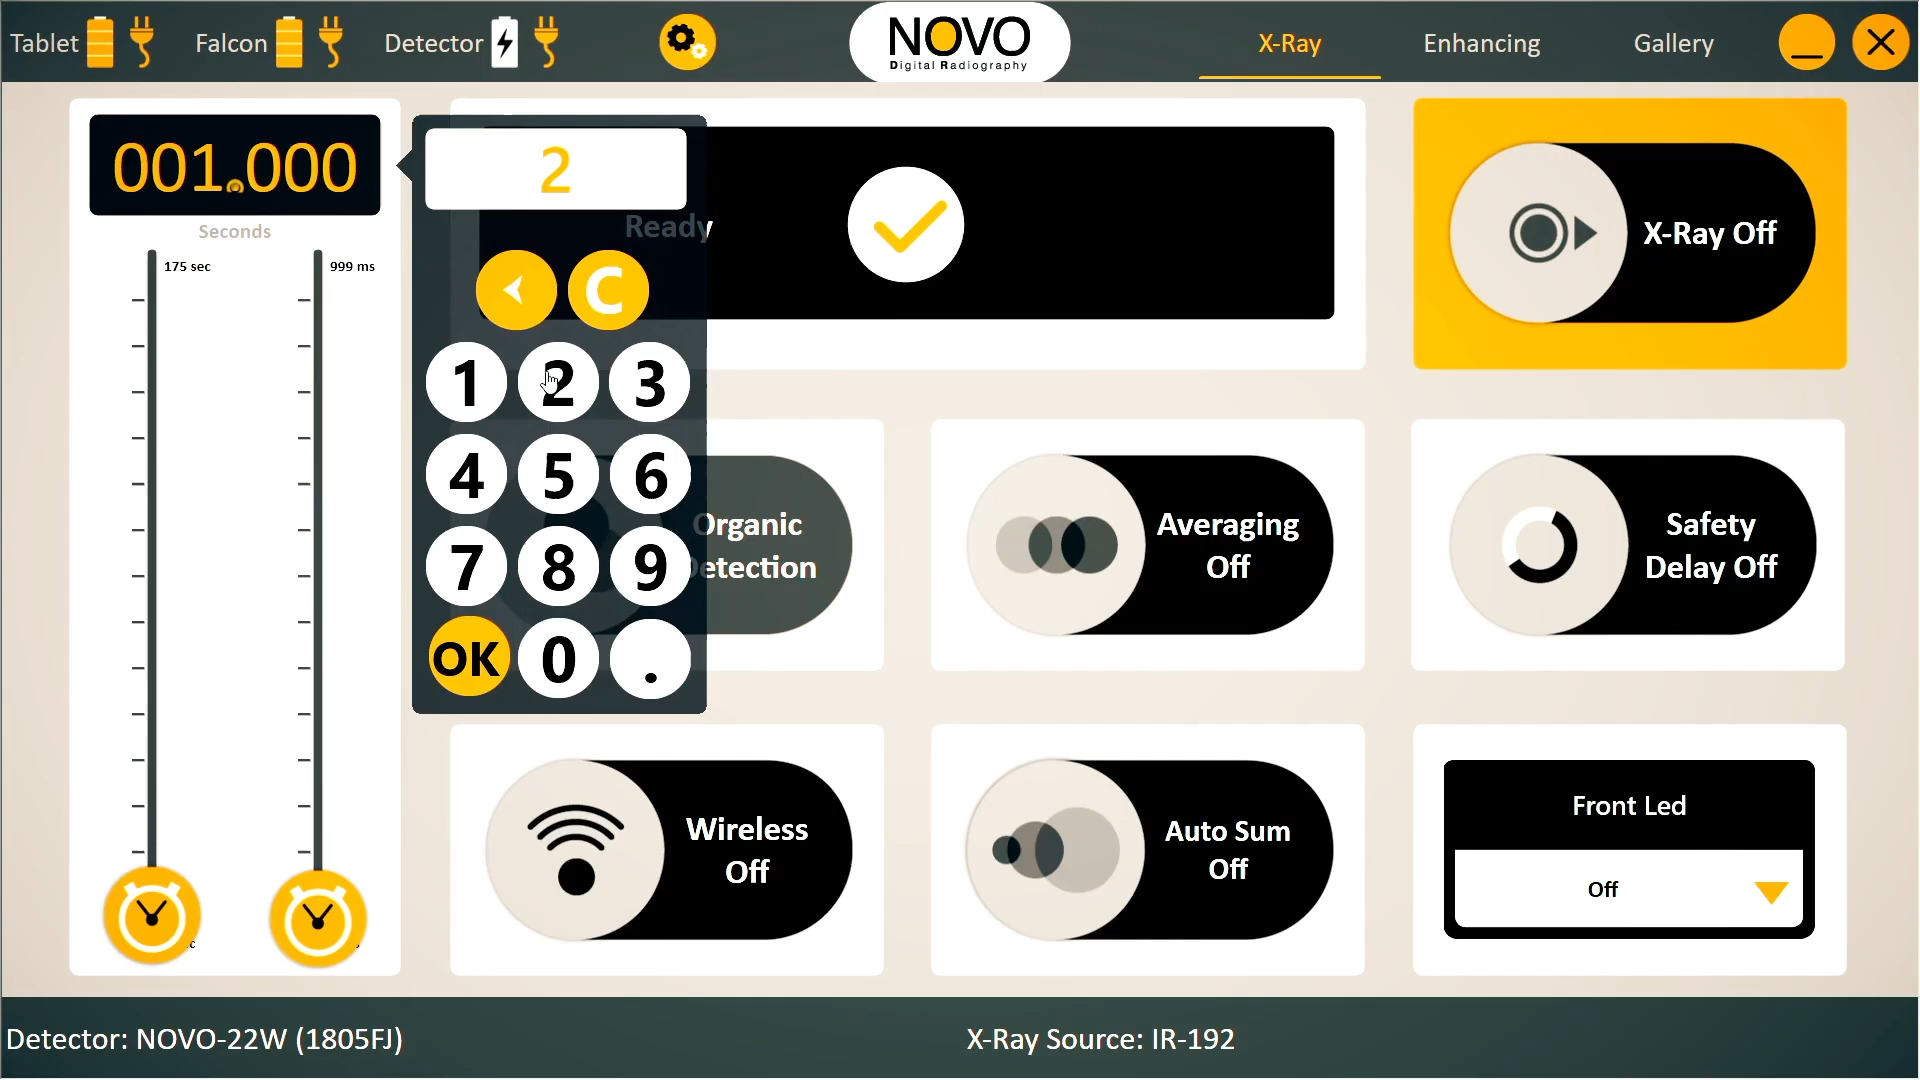 Tablet
Falcon
Detector
NOVO
Digital Radiography
X-Ray
Enhancing
Gallery
001.000
Seconds
175 sec
999 ms
2
C
1 2 3
4 5 6
7 8 9
OK 0 .
Ready
X-Ray Off
Organic
Detection
Averaging
Off
Safety
Delay Off
Wireless
Off
Auto Sum
Off
Front Led
Off
Detector: NOVO-22W (1805FJ)
X-Ray Source: IR-192